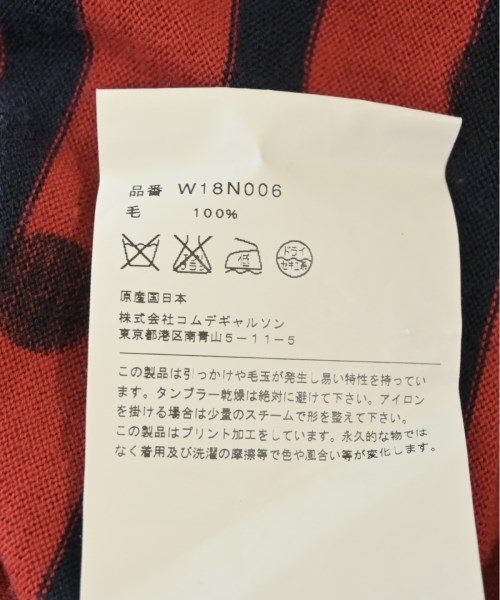 品番 W18N006
毛 100%
エンソ サラシ 低 ドライ セキユ系
原産国日本
株式会社コムデギャルソン
東京都港区南青山5-11-5
この製品は引っかけや毛玉が発生し易い特性を持ってい
ます。タンブラー乾燥は絶対に避けて下さい。アイロン
を掛ける場合は少量のスチームで形を整えて下さい。
この製品はプリント加工をしています。永久的な物では
なく着用及び洗濯の摩擦等で色や風合い等が変化します。